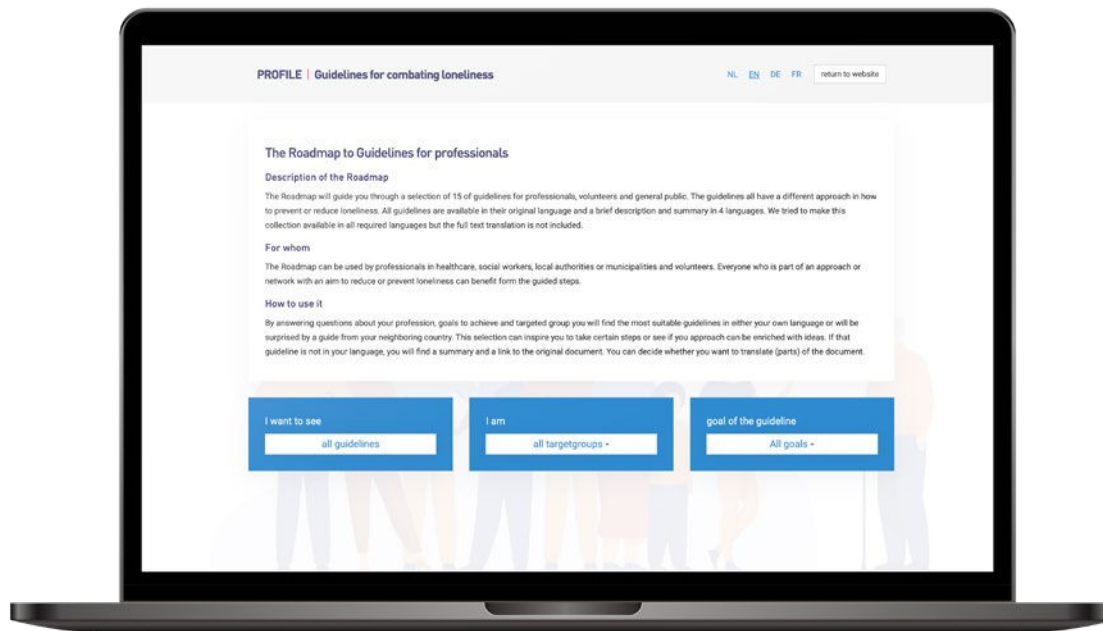 PROFILE | Guidelines for combating loneliness
NL EN DE FR return to website
The Roadmap to Guidelines for professionals
Description of the Roadmap
The Roadmap will guide you through a selection of 15 of guidelines for professionals, volunteers and general public. The guidelines all have a different approach in how
to prevent or reduce loneliness. All guidelines are available in their original language and a brief description and summary in 4 languages. We tried to make this
collection available in all required languages but the full text translation is not included.
For whom
The Roadmap can be used by professionals in healthcare, social workers, local authorities or municipalities and volunteers. Everyone who is part of an approach or
network with an aim to reduce or prevent loneliness can benefit form the guided steps.
How to use it
By answering questions about your profession, goals to achieve and targeted group you will find the most suitable guidelines in either your own language or will be
surprised by a guide from your neighboring country. This selection can inspire you to take certain steps or see if you approach can be enriched with ideas. If that
guideline is not in your language, you will find a summary and a link to the original document. You can decide whether you want to translate (parts) of the document.
I want to see
all guidelines
I am
all targetgroups
goal of the guideline
All goals